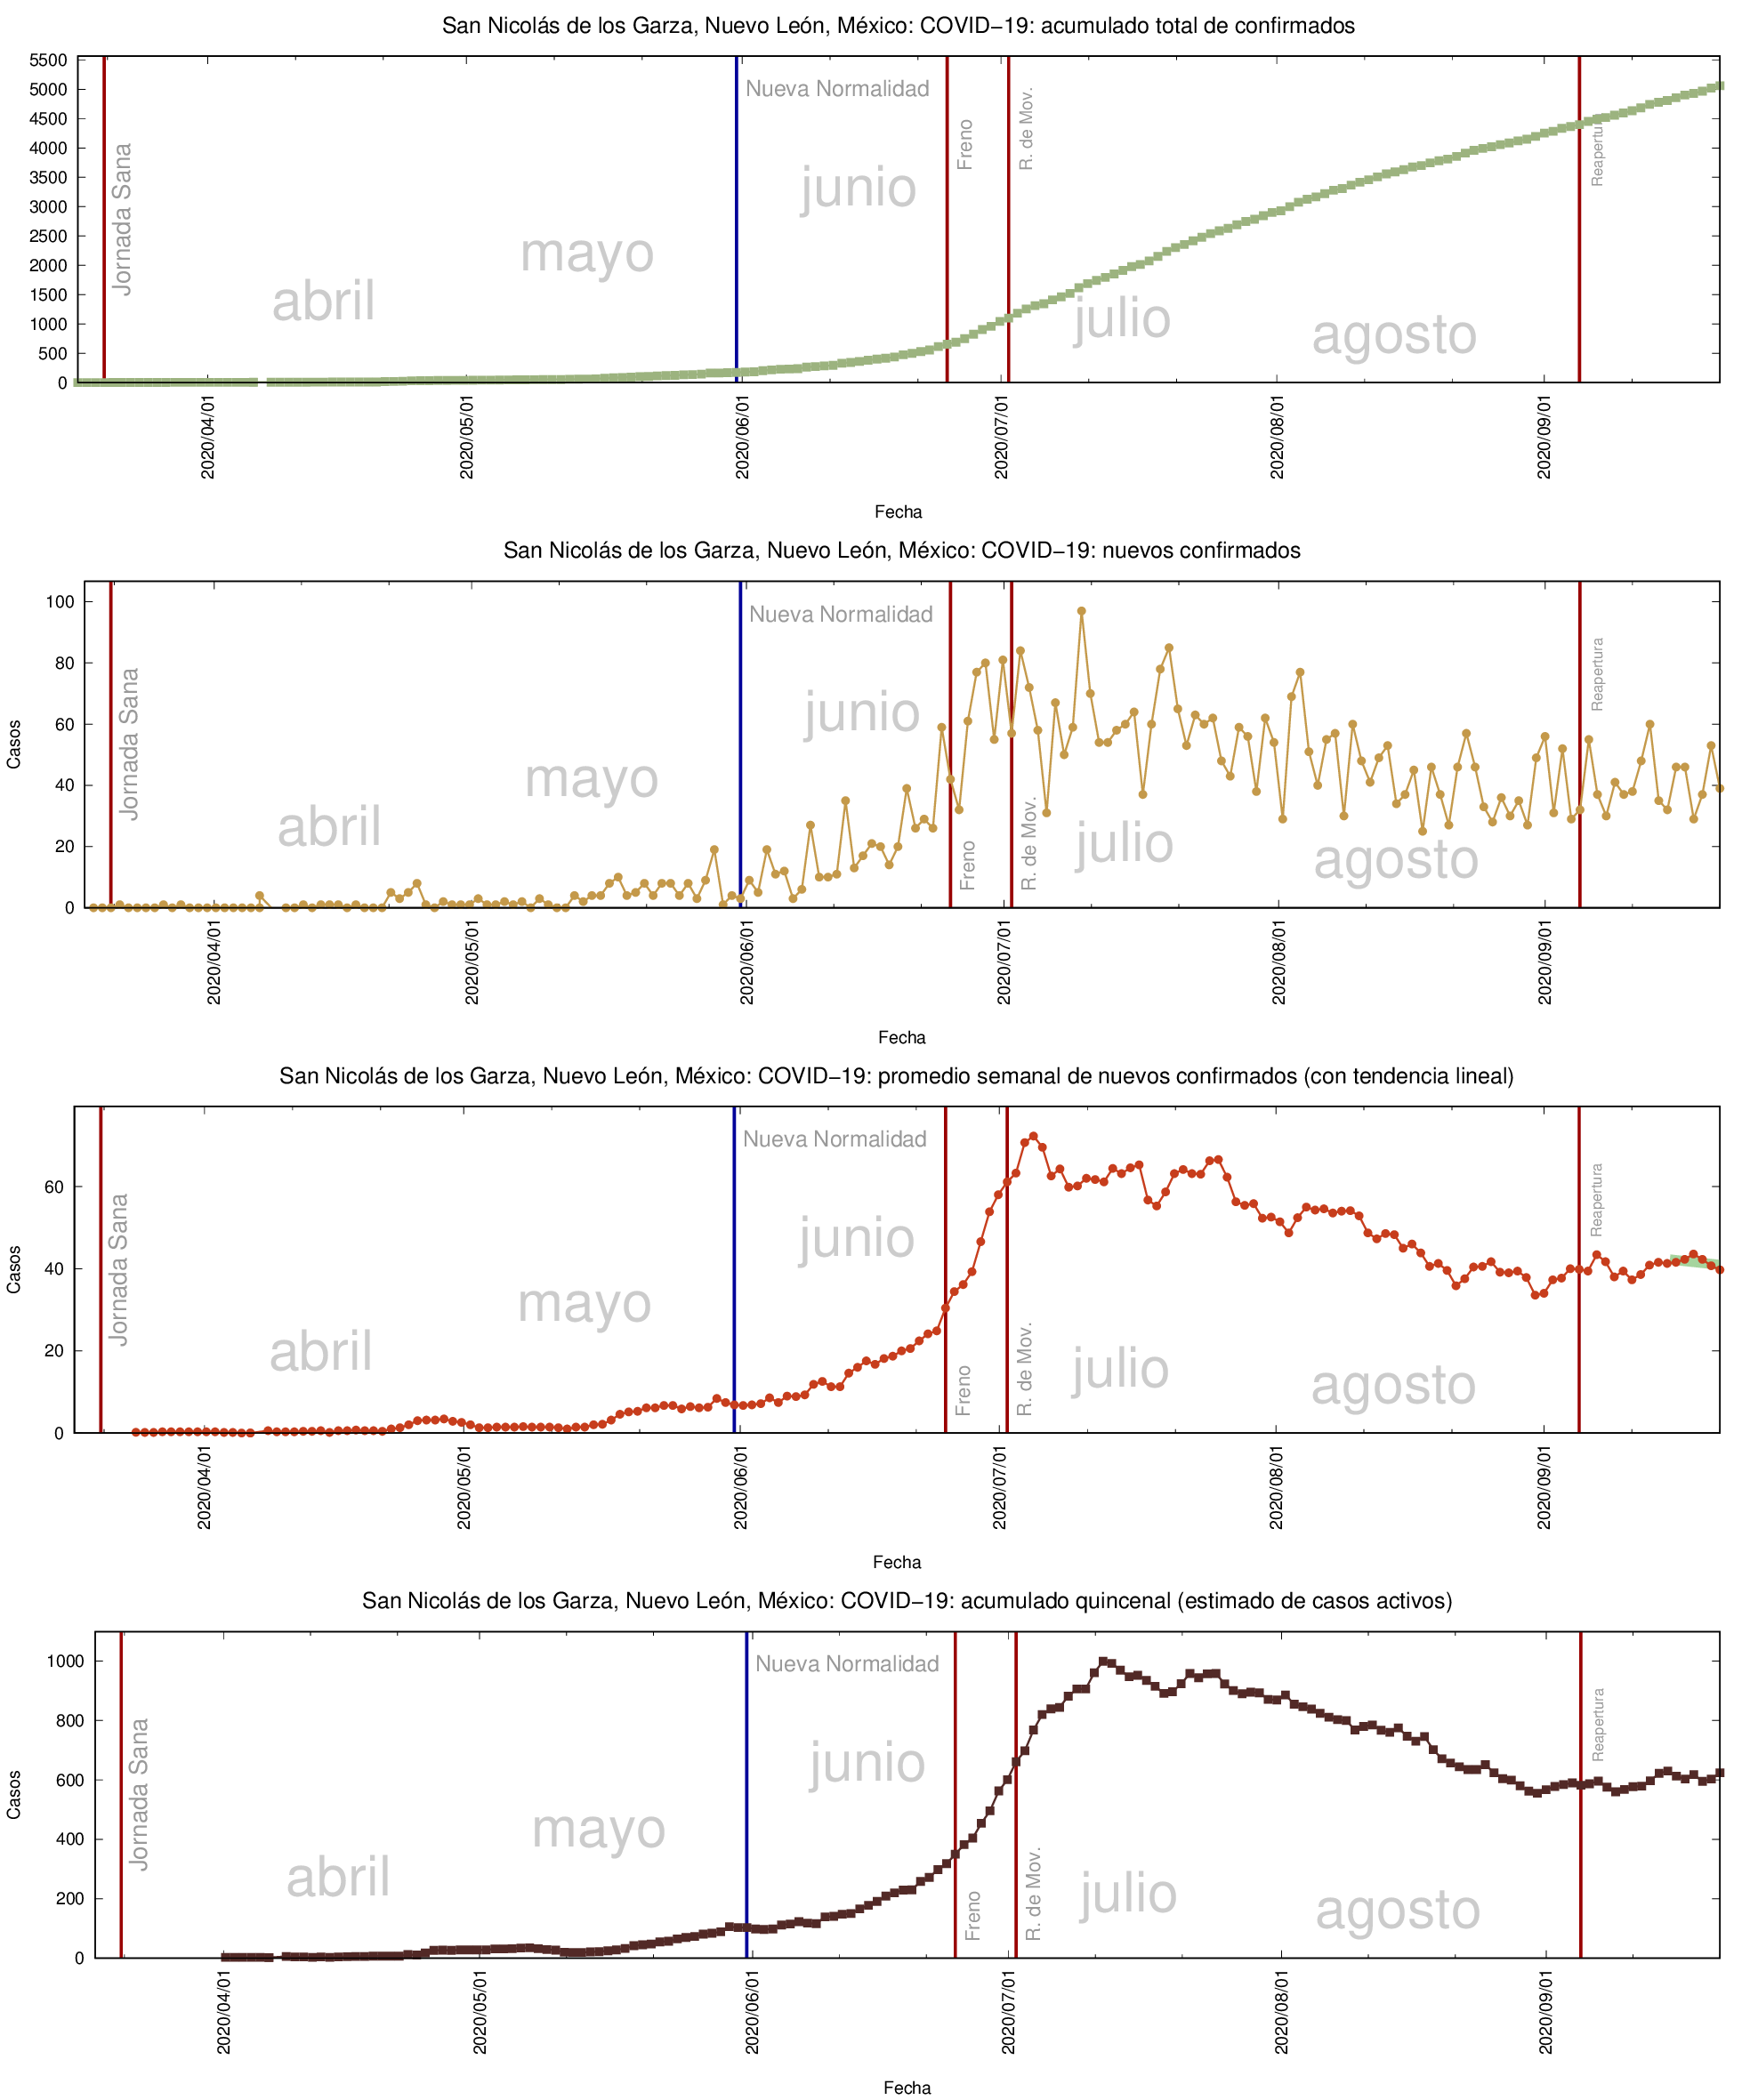 San Nicolás de los Garza, Nuevo León, México: COVID−19: acumulado total de confirmados
5500
5000
4500
4000
3500
3000
2500
2000
1500
1000
500
0
Jornada Sana
abril
mayo
Nueva Normalidad
junio
Freno
R. de Mov.
julio
agosto
Reapertu
2020/04/01
2020/05/01
2020/06/01
2020/07/01
2020/08/01
2020/09/01
Fecha
San Nicolás de los Garza, Nuevo León, México: COVID−19: nuevos confirmados
Casos
100
80
60
40
20
0
Jornada Sana
abril
mayo
Nueva Normalidad
junio
Freno
R. de Mov.
julio
agosto
Reapertura
2020/04/01
2020/05/01
2020/06/01
2020/07/01
2020/08/01
2020/09/01
Fecha
San Nicolás de los Garza, Nuevo León, México: COVID−19: promedio semanal de nuevos confirmados (con tendencia lineal)
Casos
60
40
20
0
Jornada Sana
abril
mayo
Nueva Normalidad
junio
Freno
R. de Mov.
julio
agosto
Reapertura
2020/04/01
2020/05/01
2020/06/01
2020/07/01
2020/08/01
2020/09/01
Fecha
San Nicolás de los Garza, Nuevo León, México: COVID−19: acumulado quincenal (estimado de casos activos)
Casos
1000
800
600
400
200
0
Jornada Sana
abril
mayo
Nueva Normalidad
junio
Freno
R. de Mov.
julio
agosto
Reapertura
2020/04/01
2020/05/01
2020/06/01
2020/07/01
2020/08/01
2020/09/01
Fecha